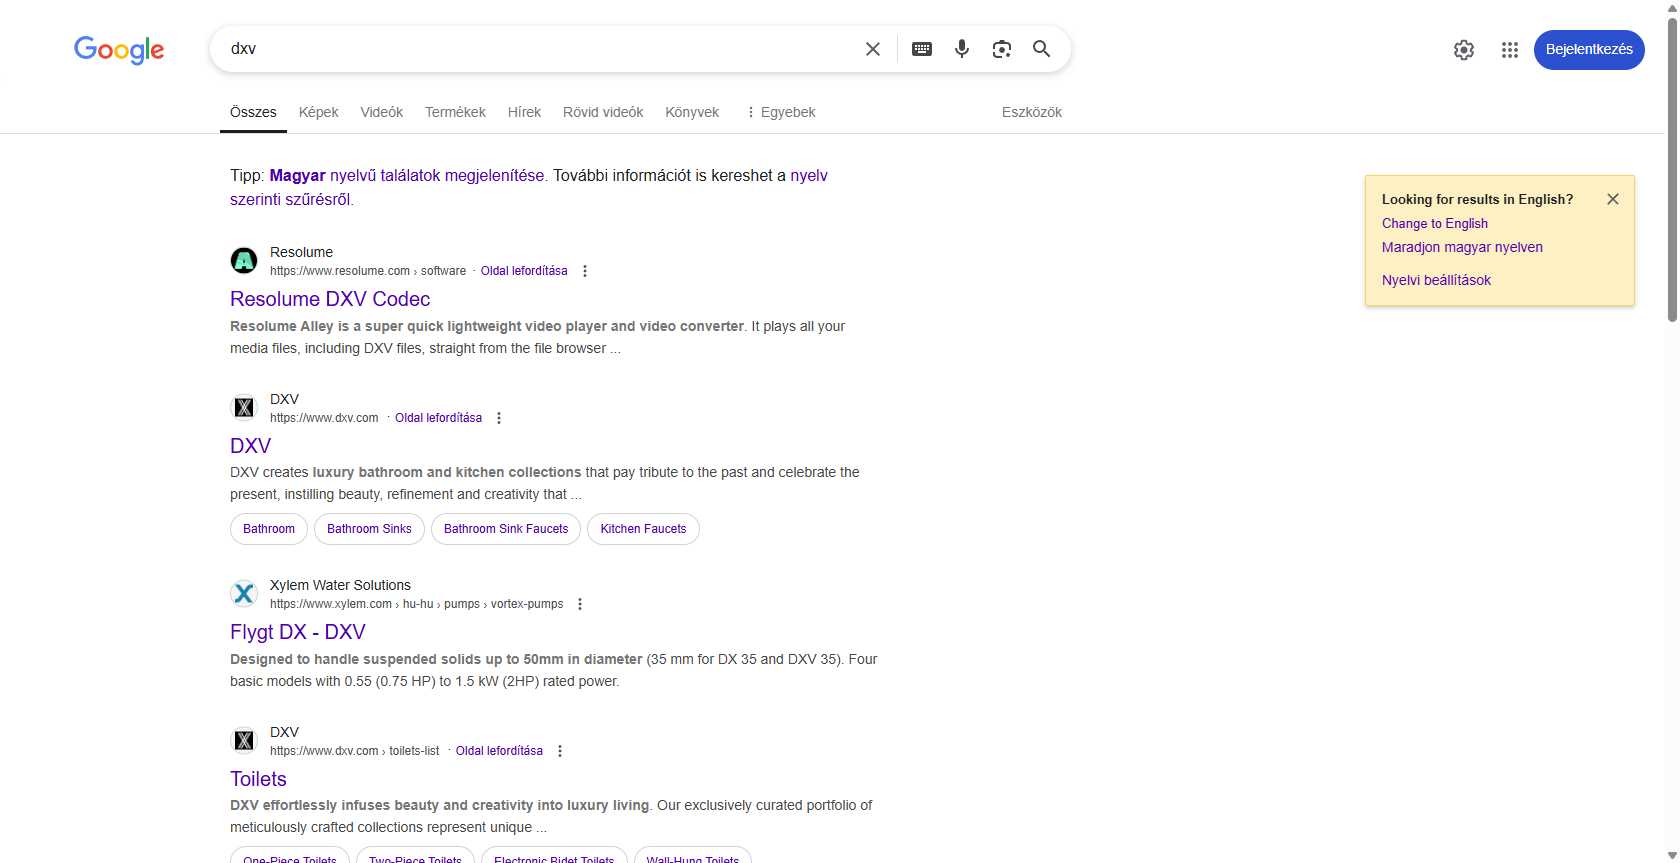 Google
dxv
Bejelentkezés
Összes Képek Videók Termékek Hírek Rövid videók Könyvek Egyebek Eszközök
Tipp: Magyar nyelvű találatok megjelenítése. További információt is kereshet a nyelv
szerinti szűrésről.
Looking for results in English?
Change to English
Maradjon magyar nyelven
Nyelvi beállítások
Resolume
https://www.resolume.com › software · Oldal lefordítása
Resolume DXV Codec
Resolume Alley is a super quick lightweight video player and video converter. It plays all your
media files, including DXV files, straight from the file browser ...
DXV
https://www.dxv.com · Oldal lefordítása
DXV
DXV creates luxury bathroom and kitchen collections that pay tribute to the past and celebrate the
present, instilling beauty, refinement and creativity that ...
Bathroom Bathroom Sinks Bathroom Sink Faucets Kitchen Faucets
Xylem Water Solutions
https://www.xylem.com › hu-hu › pumps › vortex-pumps
Flygt DX - DXV
Designed to handle suspended solids up to 50mm in diameter (35 mm for DX 35 and DXV 35). Four
basic models with 0.55 (0.75 HP) to 1.5 kW (2HP) rated power.
DXV
https://www.dxv.com › toilets-list · Oldal lefordítása
Toilets
DXV effortlessly infuses beauty and creativity into luxury living. Our exclusively curated portfolio of
meticulously crafted collections represent unique ...
One-Piece Toilets Two-Piece Toilets Electronic Bidet Toilets Wall-Hung Toilets